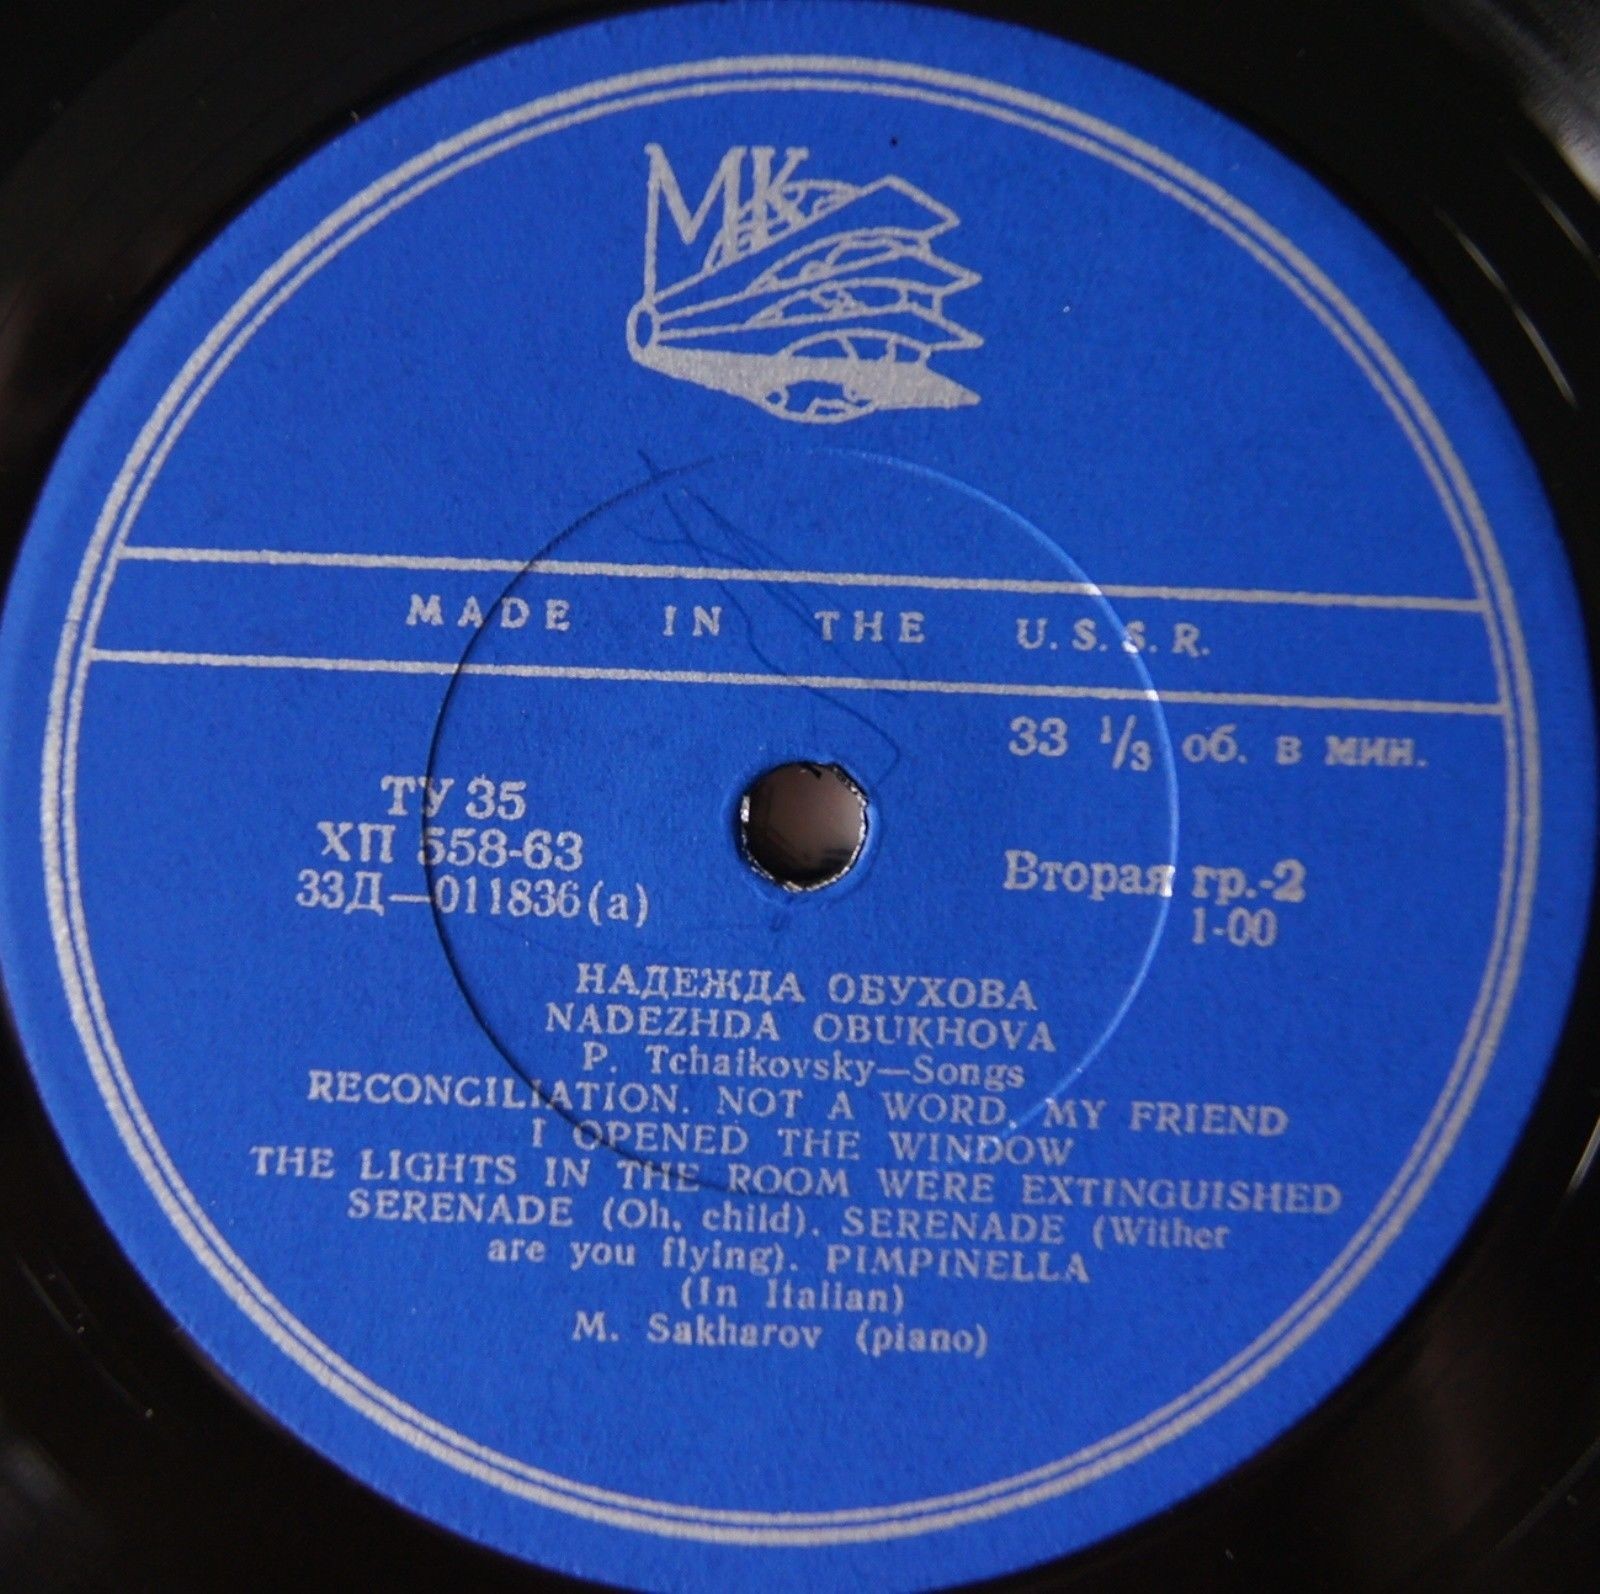 МК
MADE IN THE U.S.S.R.
33 1/3 об. в мин.
ТУ 35
ХП 558-63
33Д—011836(а)
Вторая гр.-2
1-00
НАДЕЖДА ОБУХОВА
NADEZHDA OBUKHOVA
P. Tchaikovsky—Songs
RECONCILIATION. NOT A WORD, MY FRIEND
I OPENED THE WINDOW
THE LIGHTS IN THE ROOM WERE EXTINGUISHED
SERENADE (Oh, child). SERENADE (Wither
are you flying). PIMPINELLA
(In Italian)
M. Sakharov (piano)